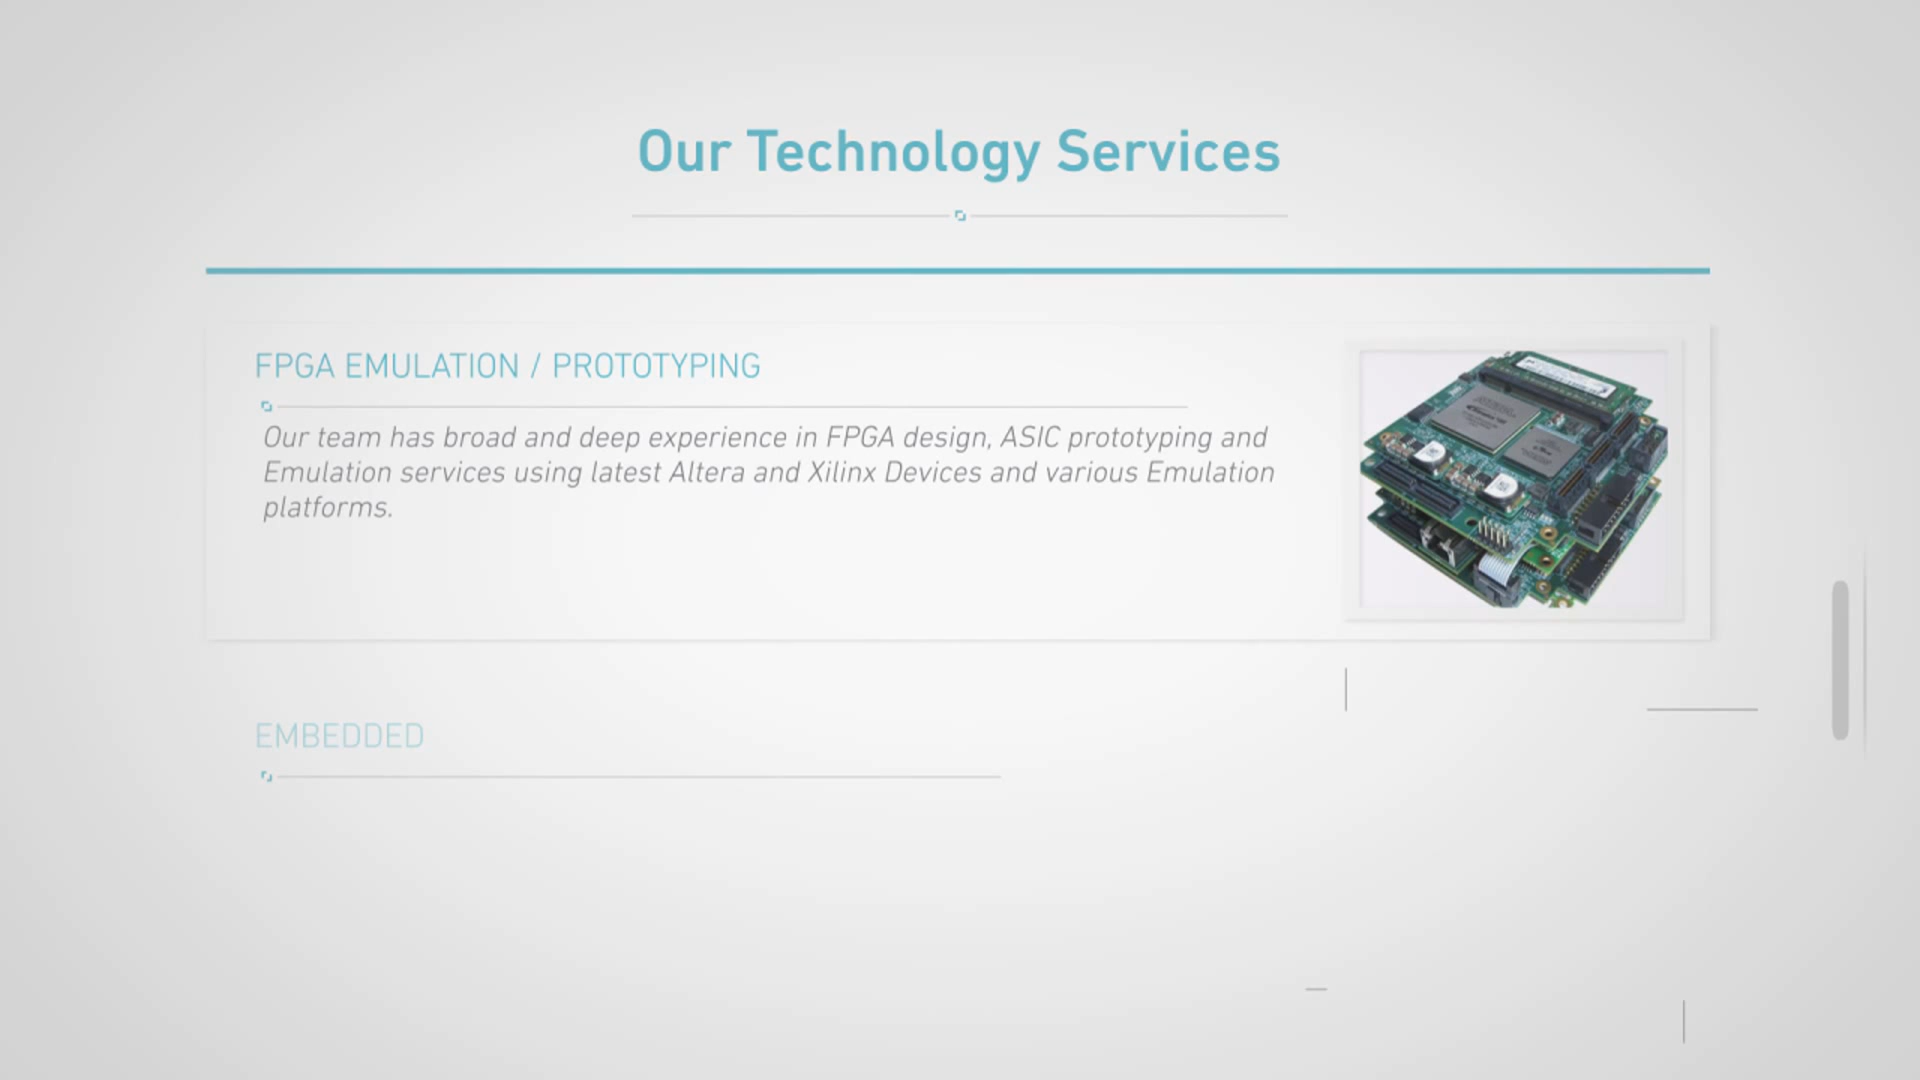 Our Technology Services
FPGA EMULATION / PROTOTYPING
Our team has broad and deep experience in FPGA design, ASIC prototyping and
Emulation services using latest Altera and Xilinx Devices and various Emulation
platforms.
EMBEDDED